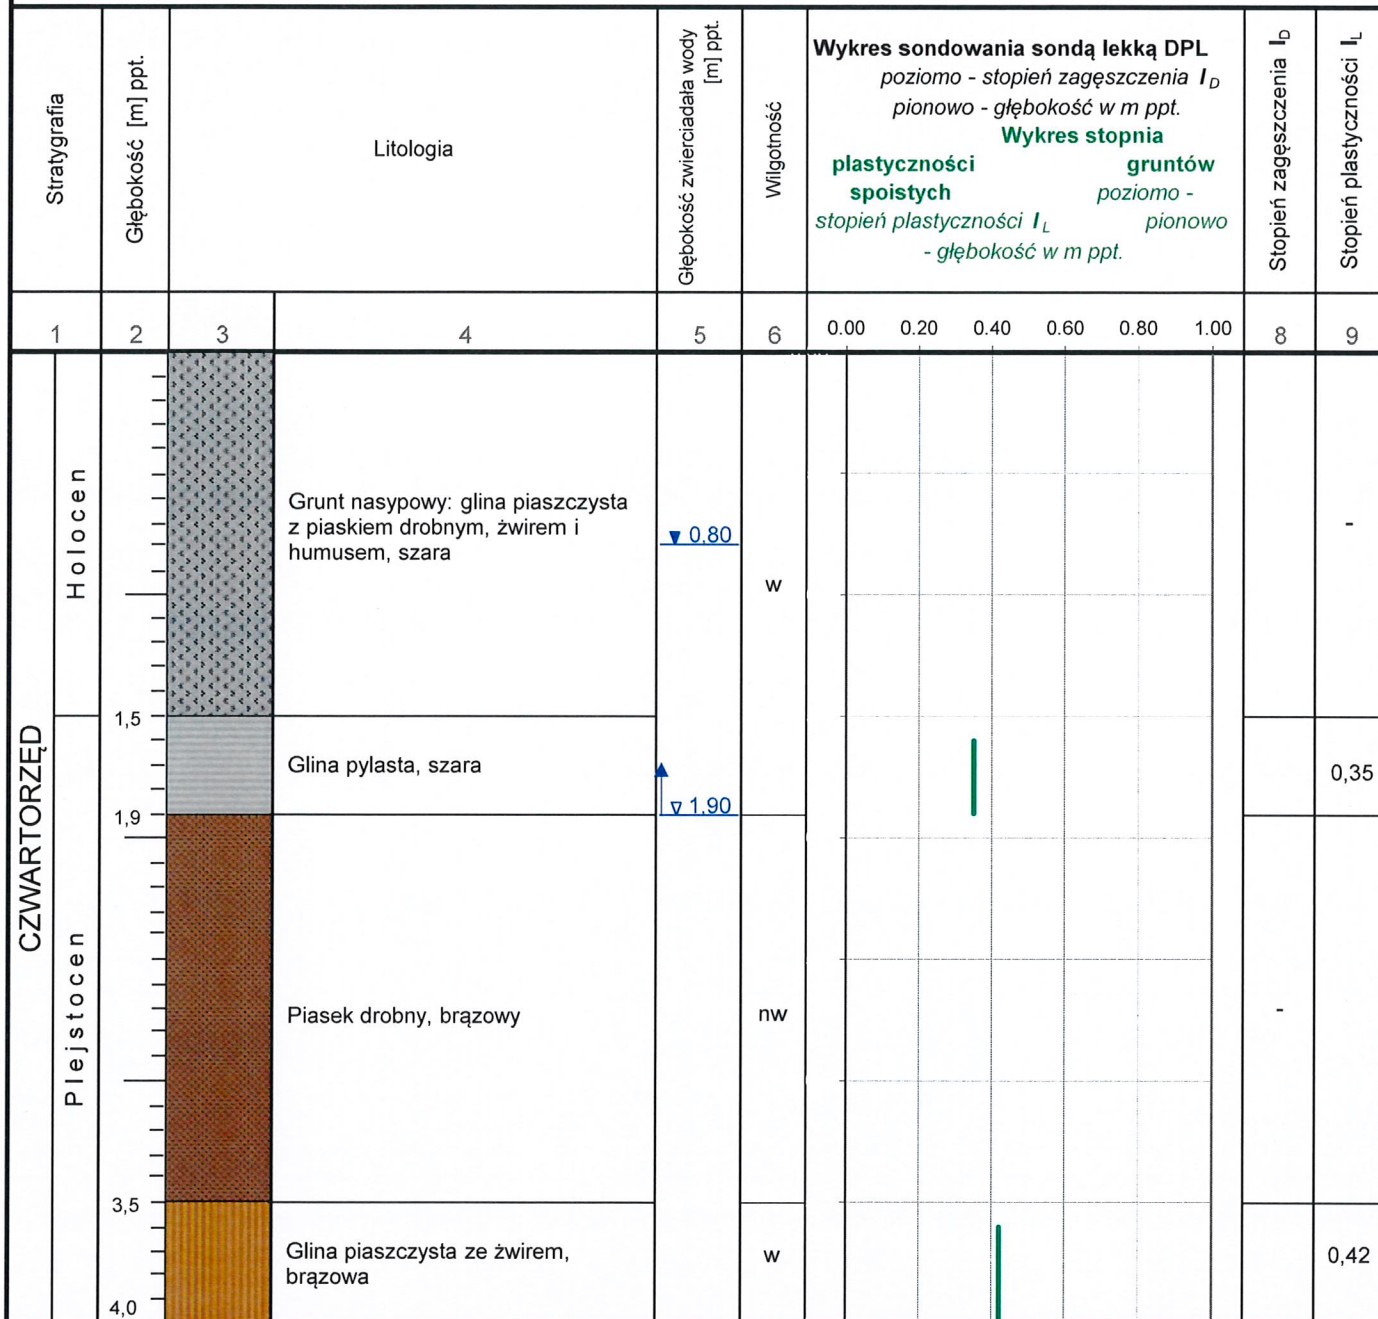 Stratygrafia
Głębokość [m] ppt.
Litologia
Głębokość zwierciadała wody
[m] ppt.
Wilgotność
Wykres sondowania sondą lekką DPL
poziomo - stopień zagęszczenia I D
pionowo - głębokość w m ppt.
Wykres stopnia
plastyczności gruntów
spoistych poziomo -
stopień plastyczności I L pionowo
- głębokość w m ppt.
Stopień zagęszczenia ID
Stopień plastyczności IL
1 2 3 4 5 6 0.00 0.20 0.40 0.60 0.80 1.00 8 9
CZWARTORZĘD
Holocen
Grunt nasypowy: glina piaszczysta
z piaskiem drobnym, żwirem i
humusem, szara
0,80
w
-
1,5
Glina pylasta, szara
0,35
1,90
1,9
Plejstocen
Piasek drobny, brązowy
nw
-
3,5
Glina piaszczysta ze żwirem,
brązowa
w
0,42
4,0